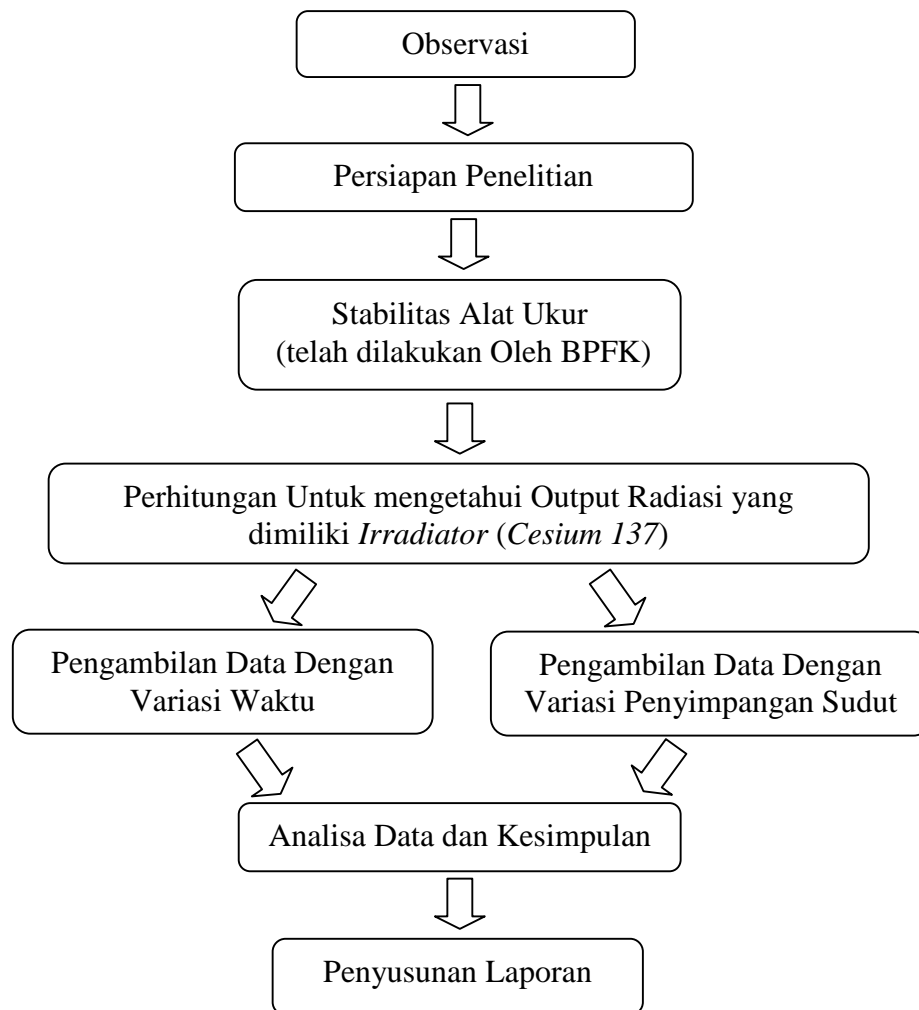 Observasi
Persiapan Penelitian
Stabilitas Alat Ukur
(telah dilakukan Oleh BPFK)
Perhitungan Untuk mengetahui Output Radiasi yang
dimiliki Irradiator (Cesium 137)
Pengambilan Data Dengan
Variasi Waktu
Pengambilan Data Dengan
Variasi Penyimpangan Sudut
Analisa Data dan Kesimpulan
Penyusunan Laporan